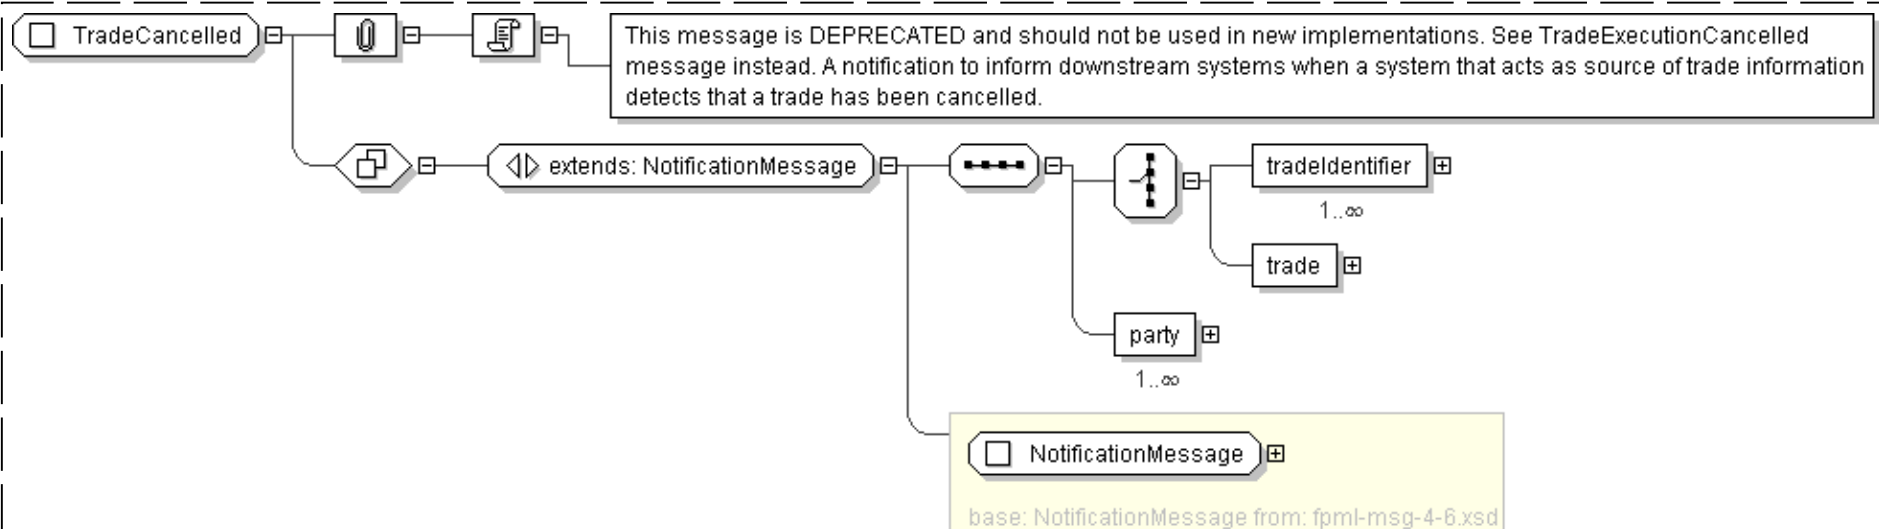 TradeCancelled
This message is DEPRECATED and should not be used in new implementations. See TradeExecutionCancelled
message instead. A notification to inform downstream systems when a system that acts as source of trade information
detects that a trade has been cancelled.
extends: NotificationMessage
tradeIdentifier
1..∞
trade
party
1..∞
NotificationMessage
base: NotificationMessage from: fpml-msg-4-6.xsd